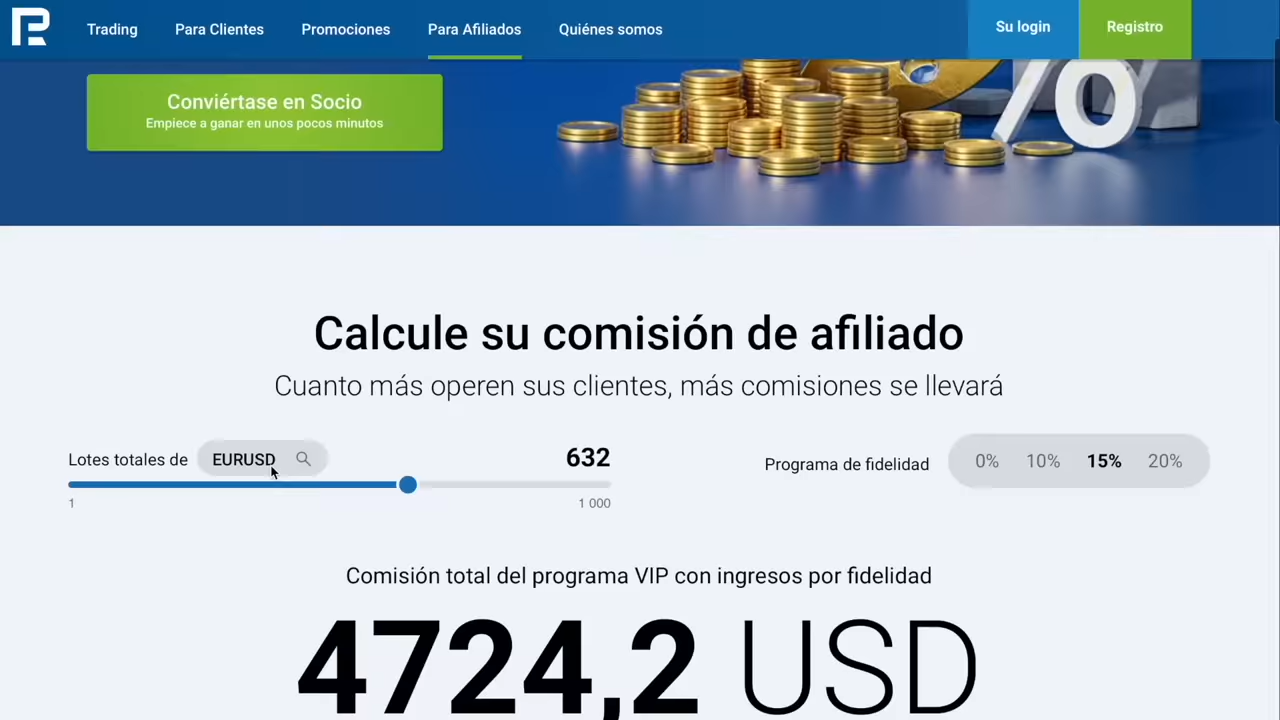 Trading Para Clientes Promociones Para Afiliados Quiénes somos Su login Registro
Conviértase en Socio
Empiece a ganar en unos pocos minutos
%
Calcule su comisión de afiliado
Cuanto más operen sus clientes, más comisiones se llevará
Lotes totales de EURUSD 632
1 1 000
Programa de fidelidad 0% 10% 15% 20%
Comisión total del programa VIP con ingresos por fidelidad
4724,2 USD